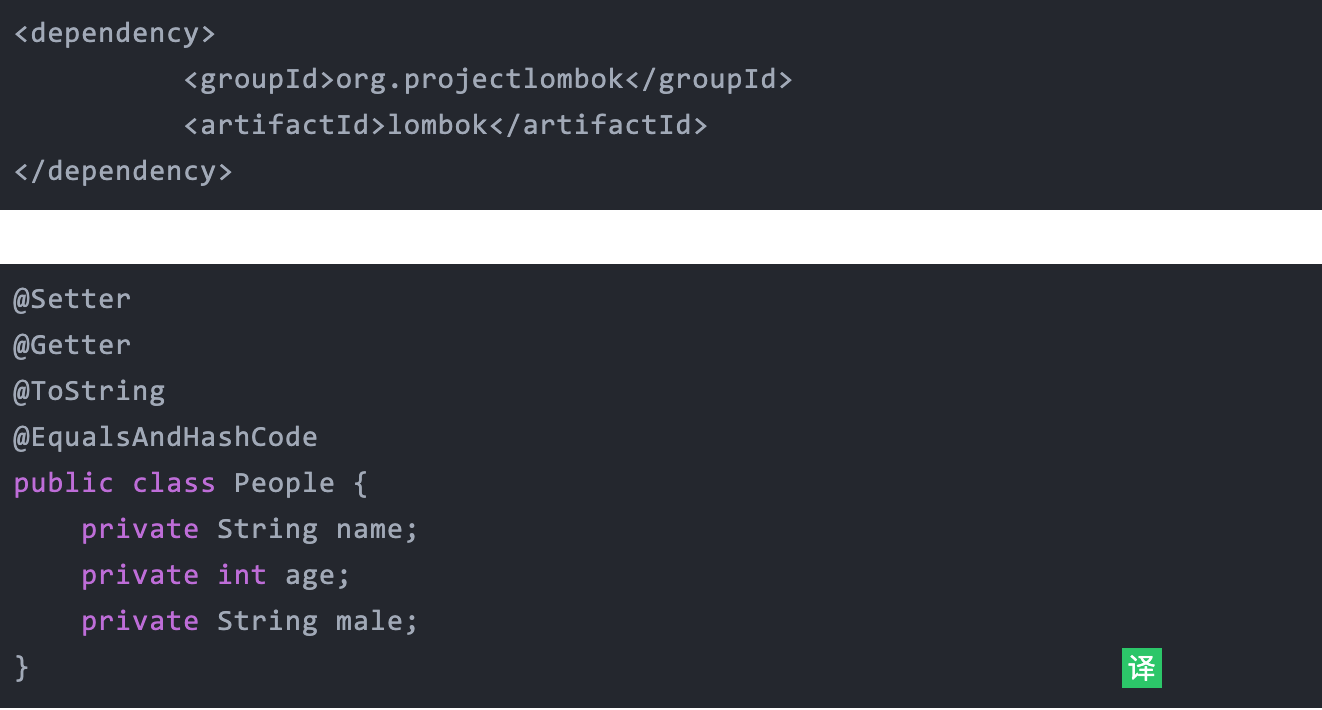 <dependency>
          <groupId>org.projectlombok</groupId>
          <artifactId>lombok</artifactId>
</dependency>
@Setter
@Getter
@ToString
@EqualsAndHashCode
public class People {
    private String name;
    private int age;
    private String male;
}
译